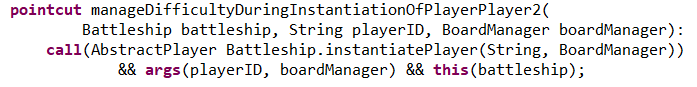 pointcut manageDifficultyDuringInstantiationOfPlayerPlayer2(
Battleship battleship, String playerID, BoardManager boardManager):
call(AbstractPlayer Battleship.instantiatePlayer(String, BoardManager))
&& args(playerID, boardManager) && this(battleship);